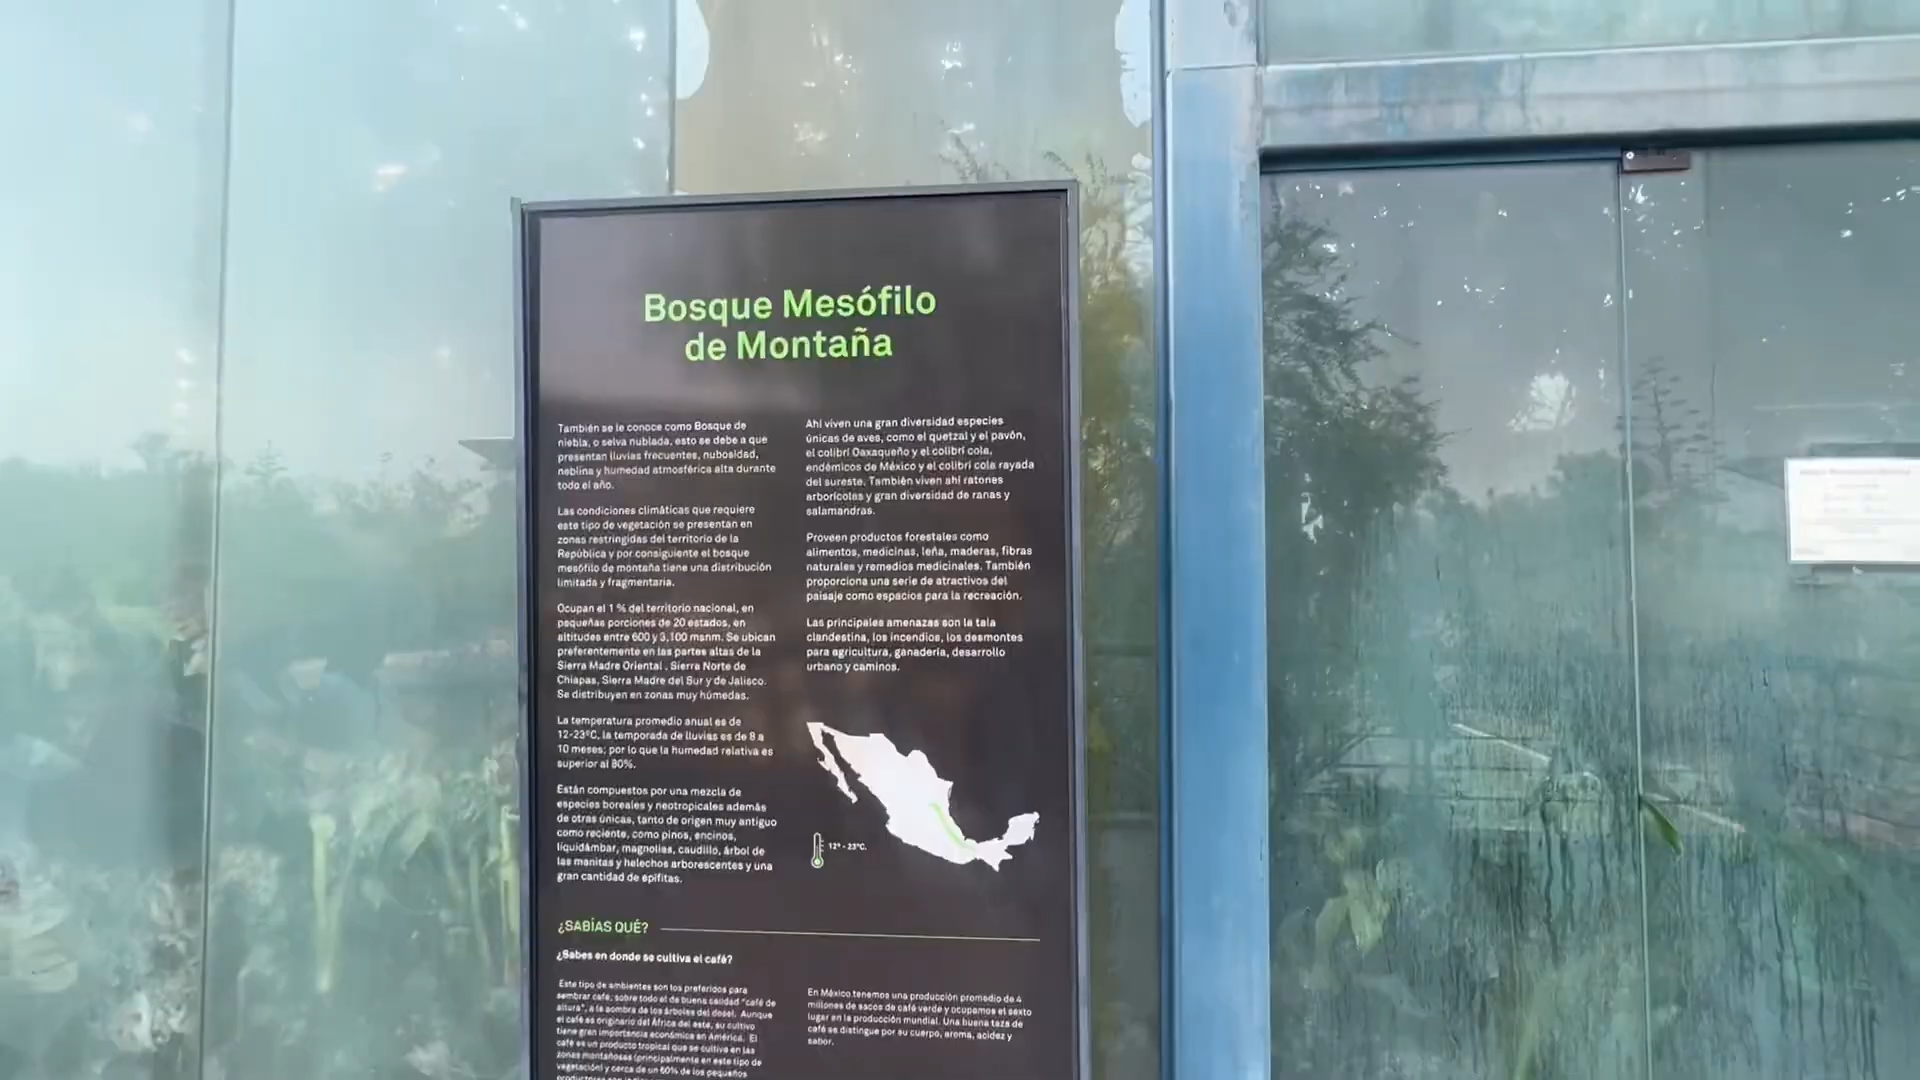 Bosque Mesófilo
de Montaña
También se le conoce como Bosque de
niebla, o selva nublada, esto se debe a que
presentan lluvias frecuentes, nubosidad,
neblina y humedad atmosférica alta durante
todo el año.
Las condiciones climáticas que requiere
este tipo de vegetación se presentan en
zonas restringidas del territorio de la
República y por consiguiente el bosque
mesófilo de montaña tiene una distribución
limitada y fragmentaria.
Ocupan el 1 % del territorio nacional, en
pequeñas porciones de 20 estados, en
altitudes entre 600 y 3,100 msnm. Se ubican
preferentemente en las partes altas de la
Sierra Madre Oriental . Sierra Norte de
Chiapas, Sierra Madre del Sur y de Jalisco.
Se distribuyen en zonas muy húmedas.
La temperatura promedio anual es de
12-23ºC, la temporada de lluvias es de 8 a
10 meses; por lo que la humedad relativa es
superior al 80%.
Están compuestos por una mezcla de
especies boreales y neotropicales además
de otras únicas, tanto de origen muy antiguo
como reciente, como pinos, encinos,
liquidámbar, magnolias, caudillo, árbol de
las manitas y helechos arborescentes y una
gran cantidad de epífitas.
Ahí viven una gran diversidad especies
únicas de aves, como el quetzal y el pavón,
el colibrí Oaxaqueño y el colibrí cola,
endémicos de México y el colibrí cola rayada
del sureste. También viven ahí ratones
arborícolas y gran diversidad de ranas y
salamandras.
Proveen productos forestales como
alimentos, medicinas, leña, maderas, fibras
naturales y remedios medicinales. También
proporciona una serie de atractivos del
paisaje como espacios para la recreación.
Las principales amenazas son la tala
clandestina, los incendios, los desmontes
para agricultura, ganadería, desarrollo
urbano y caminos.
12º - 23ºC.
¿SABÍAS QUÉ?
¿Sabes en donde se cultiva el café?
Este tipo de ambientes son los preferidos para
sembrar café; sobre todo el de buena calidad "café de
altura", a la sombra de los árboles del dosel. Aunque
el café es originario del África del este, su cultivo
tiene gran importancia económica en América. El
café es un producto tropical que se cultiva en las
zonas montañosas (principalmente en este tipo de
vegetación) y cerca de un 60% de los pequeños
En México tenemos una producción promedio de 4
millones de sacos de café verde y ocupamos el sexto
lugar en la producción mundial. Una buena taza de
café se distingue por su cuerpo, aroma, acidez y
sabor.